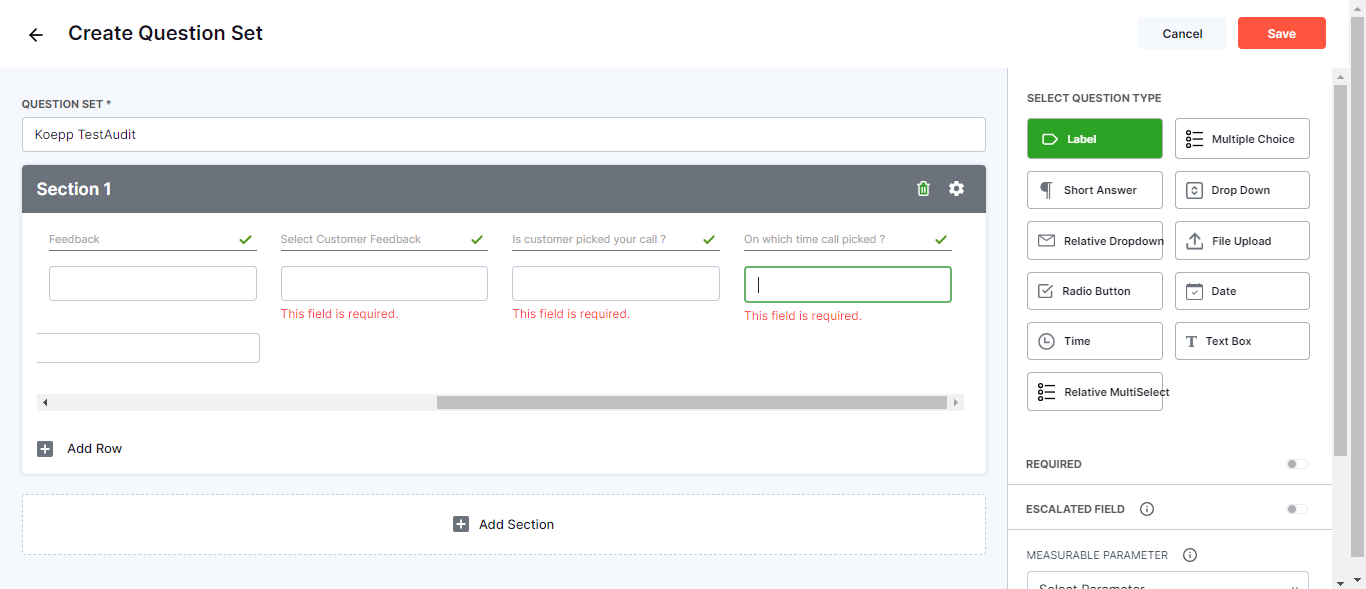 Create Question Set
Cancel
Save
QUESTION SET *
Koepp TestAudit
Section 1
Feedback
Select Customer Feedback
Is customer picked your call ?
On which time call picked ?
This field is required.
This field is required.
This field is required.
Add Row
Add Section
SELECT QUESTION TYPE
Label
Multiple Choice
Short Answer
Drop Down
Relative Dropdown
File Upload
Radio Button
Date
Time
Text Box
Relative MultiSelect
REQUIRED
ESCALATED FIELD
MEASURABLE PARAMETER
Select Parameter